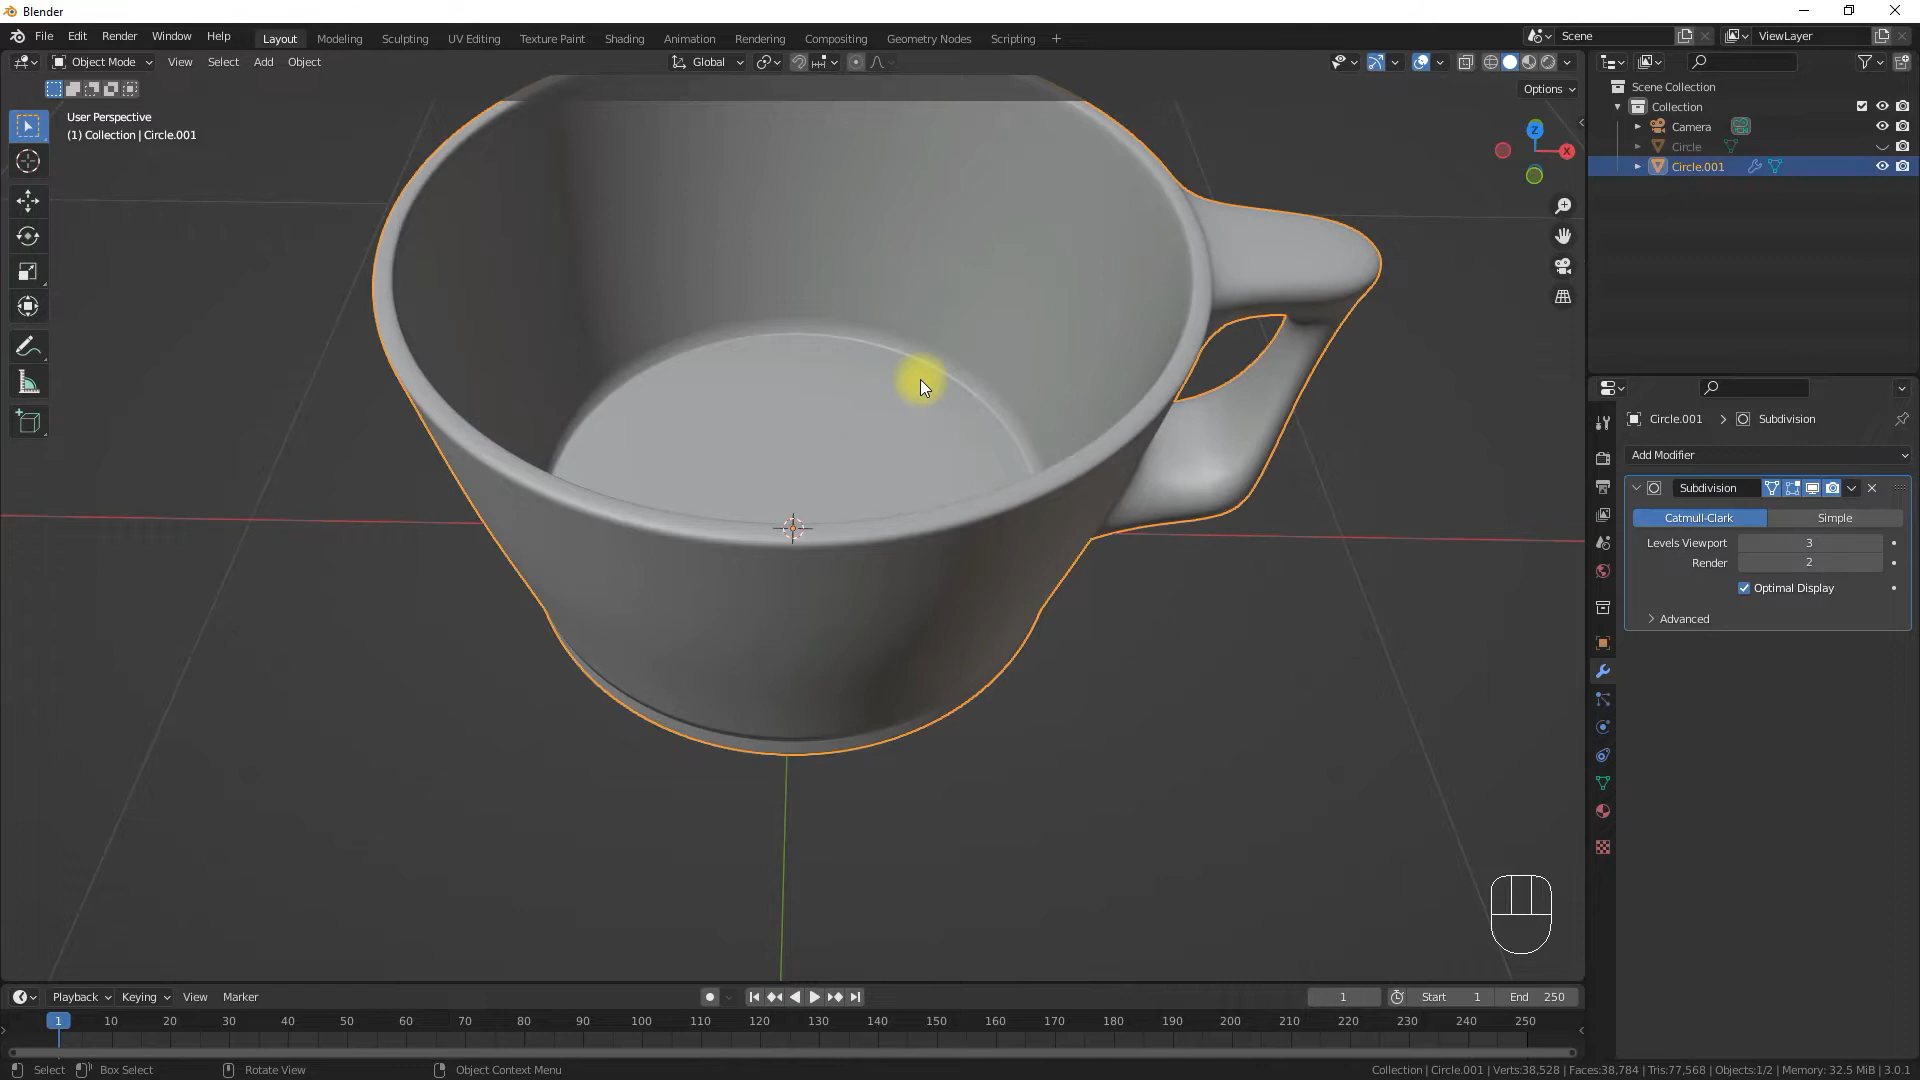 Blender
File Edit Render Window Help
Layout Modeling Sculpting UV Editing Texture Paint Shading Animation Rendering Compositing Geometry Nodes Scripting +
Scene
ViewLayer
Object Mode View Select Add Object
Global
Options
User Perspective
(1) Collection | Circle.001
Z
X
Scene Collection
Collection
Camera
Circle
Circle.001
Circle.001 > Subdivision
Add Modifier
Subdivision
Catmull-Clark Simple
Levels Viewport 3
Render 2
Optimal Display
Advanced
Playback Keying View Marker
1
Start 1 End 250
1 10 20 30 40 50 60 70 80 90 100 110 120 130 140 150 160 170 180 190 200 210 220 230 240 250
Select Box Select Rotate View Object Context Menu
Collection | Circle.001 | Verts:38,528 | Faces:38,784 | Tris:77,568 | Objects:1/2 | Memory: 32.5 MiB | 3.0.1